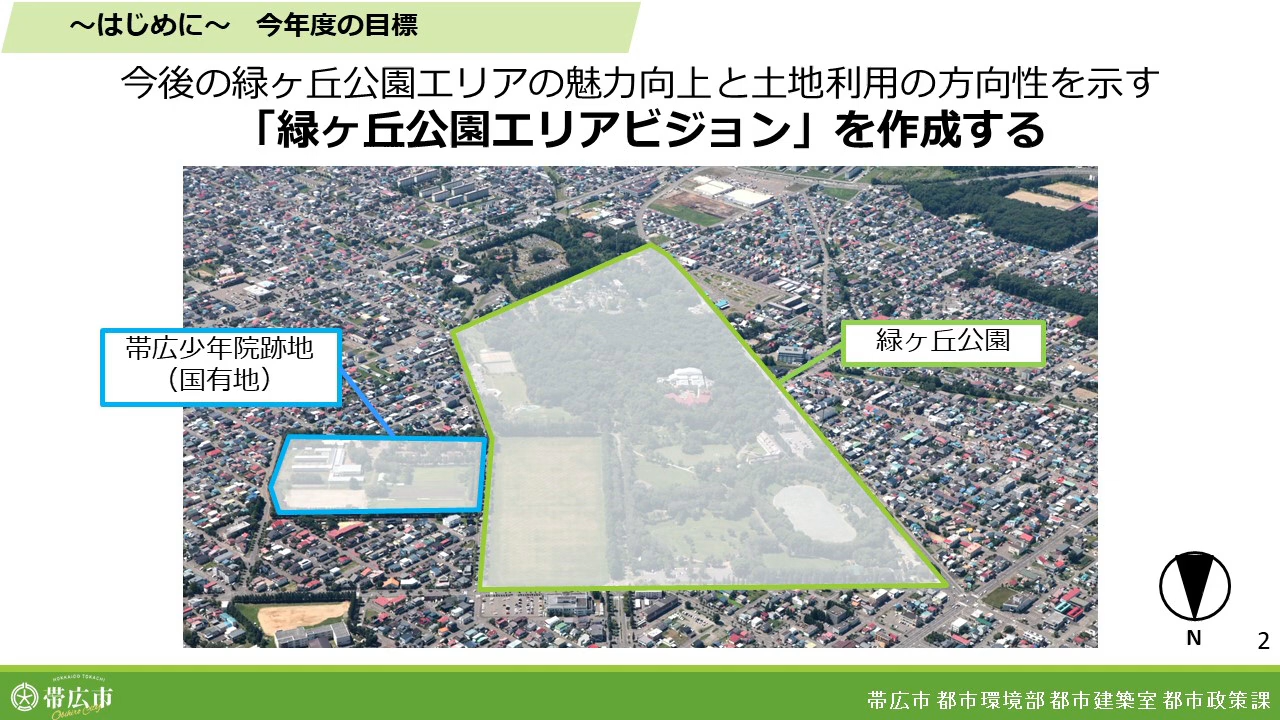 ～はじめに～　今年度の目標
今後の緑ヶ丘公園エリアの魅力向上と土地利用の方向性を示す
「緑ヶ丘公園エリアビジョン」を作成する
帯広少年院跡地
（国有地）
緑ヶ丘公園
N
2
HOKKAIDO TOKACHI
帯広市
Obihiro City
帯広市 都市環境部 都市建築室 都市政策課